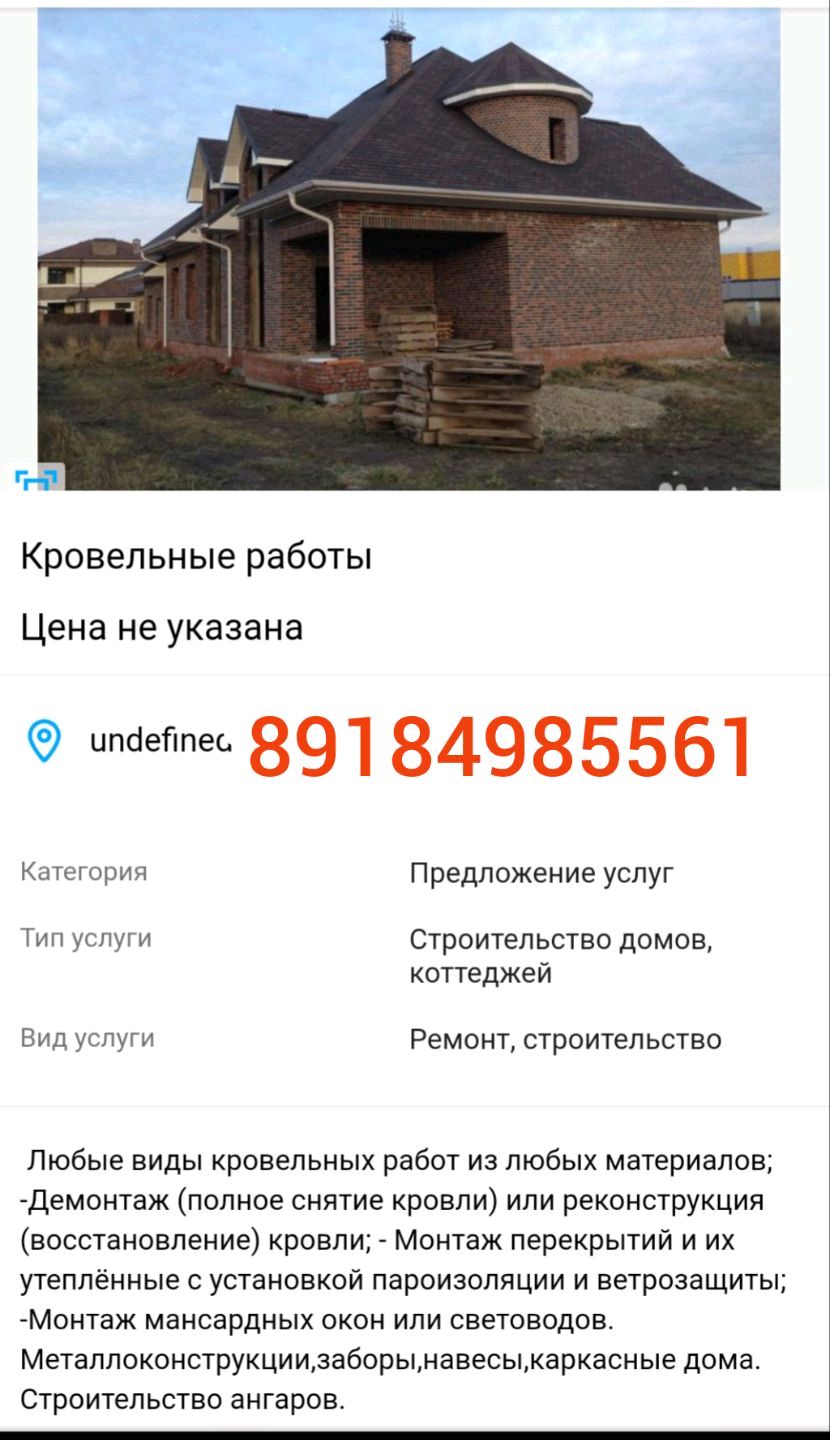 Кровельные работы
Цена не указана
undefined 89184985561
Категория Предложение услуг
Тип услуги Строительство домов,
коттеджей
Вид услуги Ремонт, строительство
Любые виды кровельных работ из любых материалов;
-Демонтаж (полное снятие кровли) или реконструкция
(восстановление) кровли; - Монтаж перекрытий и их
утеплённые с установкой пароизоляции и ветрозащиты;
-Монтаж мансардных окон или световодов.
Металлоконструкции,заборы,навесы,каркасные дома.
Строительство ангаров.